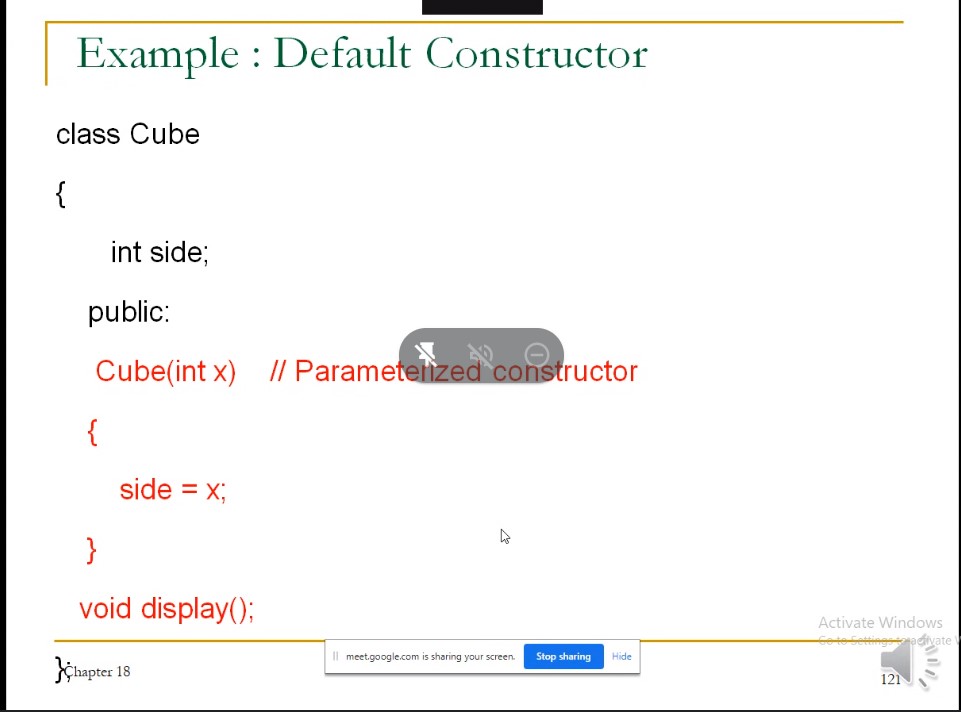 Example : Default Constructor
class Cube
{
int side;
public:
Cube(int x) // Parameterized constructor
{
side = x;
}
void display();
};
Activate Windows
Go to Settings to activate W
meet.google.com is sharing your screen. Stop sharing Hide
Chapter 18
121